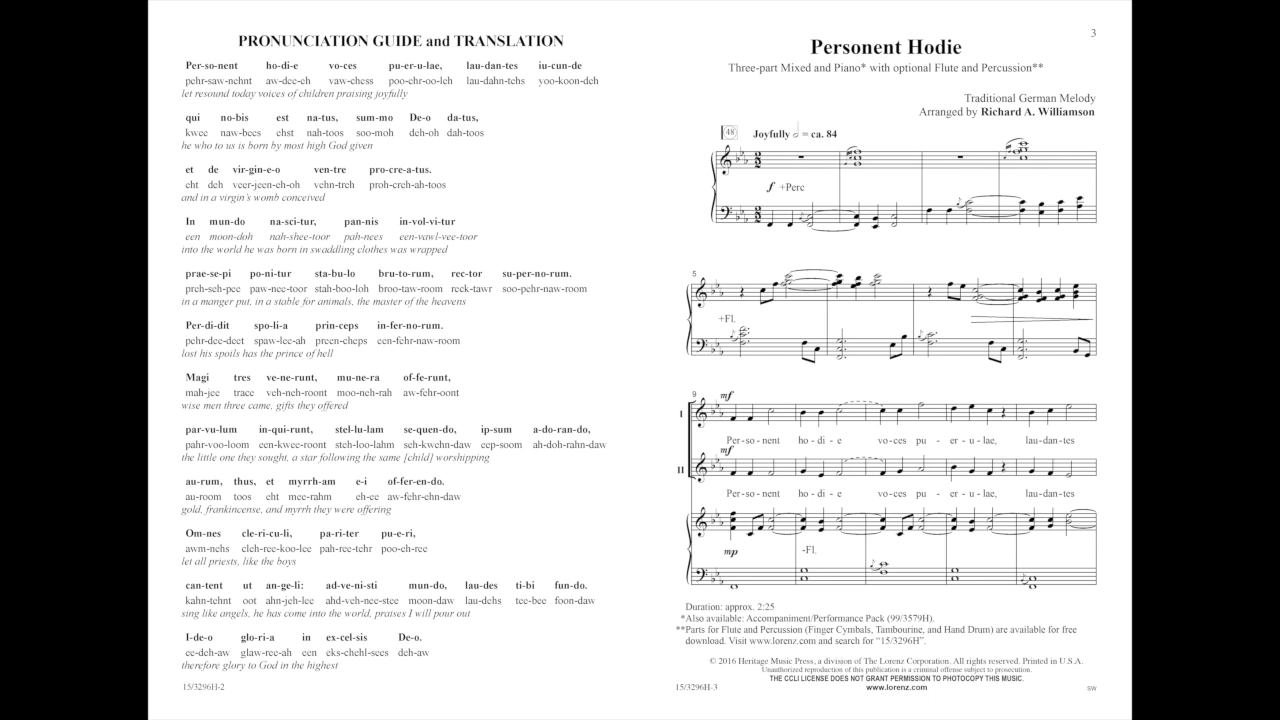 PRONUNCIATION GUIDE and TRANSLATION
Per-so-nent ho-di-e vo-ces pu-er-u-lae, lau-dan-tes iu-cun-de
pehr-saw-nehnt aw-dee-eh vaw-chess poo-ehr-oo-leh lau-dahn-tehs yoo-koon-deh
let resound today voices of children praising joyfully
qui no-bis est na-tus, sum-mo De-o da-tus,
kwee naw-bees ehst nah-toos soo-moh deh-oh dah-toos
he who to us is born by most high God given
et de vir-gin-e-o ven-tre pro-cre-a-tus.
eht deh veer-jeen-eh-oh vehn-treh proh-creh-ah-toos
and in a virgin's womb conceived
In mun-do na-sci-tur, pan-nis in-vol-vi-tur
een moon-doh nah-shee-toor pah-nees een-vawl-vee-toor
into the world he was born in swaddling clothes was wrapped
prae-se-pi po-ni-tur sta-bu-lo bru-to-rum, rec-tor su-per-no-rum.
preh-seh-pee paw-nee-toor stah-boo-loh broo-taw-room reek-tawr soo-pehr-naw-room
in a manger put, in a stable for animals, the master of the heavens
Per-di-dit spo-li-a prin-ceps in-fer-no-rum.
pehr-dee-deet spaw-lee-ah preen-cheps een-fehr-naw-room
lost his spoils has the prince of hell
Magi tres ve-ne-runt, mu-ne-ra of-fe-runt,
mah-jee trace veh-neh-roont moo-neh-rah aw-fehr-oont
wise men three came, gifts they offered
par-vu-lum in-qui-runt, stel-lu-lam se-quen-do, ip-sum a-do-ran-do,
pahr-voo-loom een-kwee-roont steh-loo-lahm seh-kwehn-daw eep-soom ah-doh-rahn-daw
the little one they sought, a star following the same [child] worshipping
au-rum, thus, et myrrh-am e-i of-fer-en-do.
au-room toos eht mee-rahm eh-ee aw-fehr-ehn-daw
gold, frankincense, and myrrh they were offering
Om-nes cle-ri-cu-li, pa-ri-ter pu-e-ri,
awm-nehs cleh-ree-koo-lee pah-ree-tehr poo-eh-ree
let all priests, like the boys
can-tent ut an-ge-li: ad-ve-ni-sti mun-do, lau-des ti-bi fun-do.
kahn-tehnt oot ahn-jeh-lee ahd-veh-nee-stee moon-daw lau-dehs tee-bee foon-daw
sing like angels, he has come into the world, praises I will pour out
I-de-o glo-ri-a in ex-cel-sis De-o.
ee-deh-aw glaw-ree-ah een eks-chehl-sees deh-aw
therefore glory to God in the highest
15/3296H-2
3
Personent Hodie
Three-part Mixed and Piano* with optional Flute and Percussion**
Traditional German Melody
Arranged by Richard A. Williamson
48 Joyfully = ca. 84
f +Perc
5
+Fl.
9
mf
I
Per-so-nent ho-di-e vo-ces pu-er-u-lae, lau-dan-tes
mf
II
Per-so-nent ho-di-e vo-ces pu-er-u-lae, lau-dan-tes
mp -Fl.
Duration: approx. 2:25
*Also available: Accompaniment/Performance Pack (99/3579H).
**Parts for Flute and Percussion (Finger Cymbals, Tambourine, and Hand Drum) are available for free
download. Visit www.lorenz.com and search for "15/3296H".
© 2016 Heritage Music Press, a division of The Lorenz Corporation. All rights reserved. Printed in U.S.A.
Unauthorized reproduction of this publication is a criminal offense subject to prosecution.
THE CCLI LICENSE DOES NOT GRANT PERMISSION TO PHOTOCOPY THIS MUSIC.
15/3296H-3
www.lorenz.com
SW